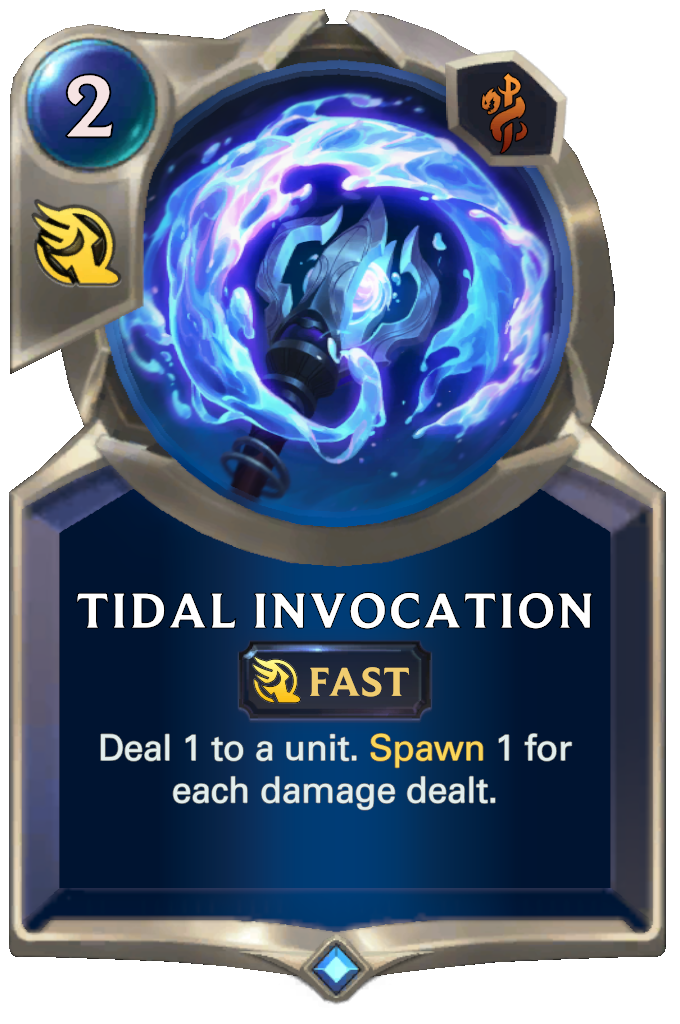 2
TIDAL INVOCATION
FAST
Deal 1 to a unit. Spawn 1 for
each damage dealt.